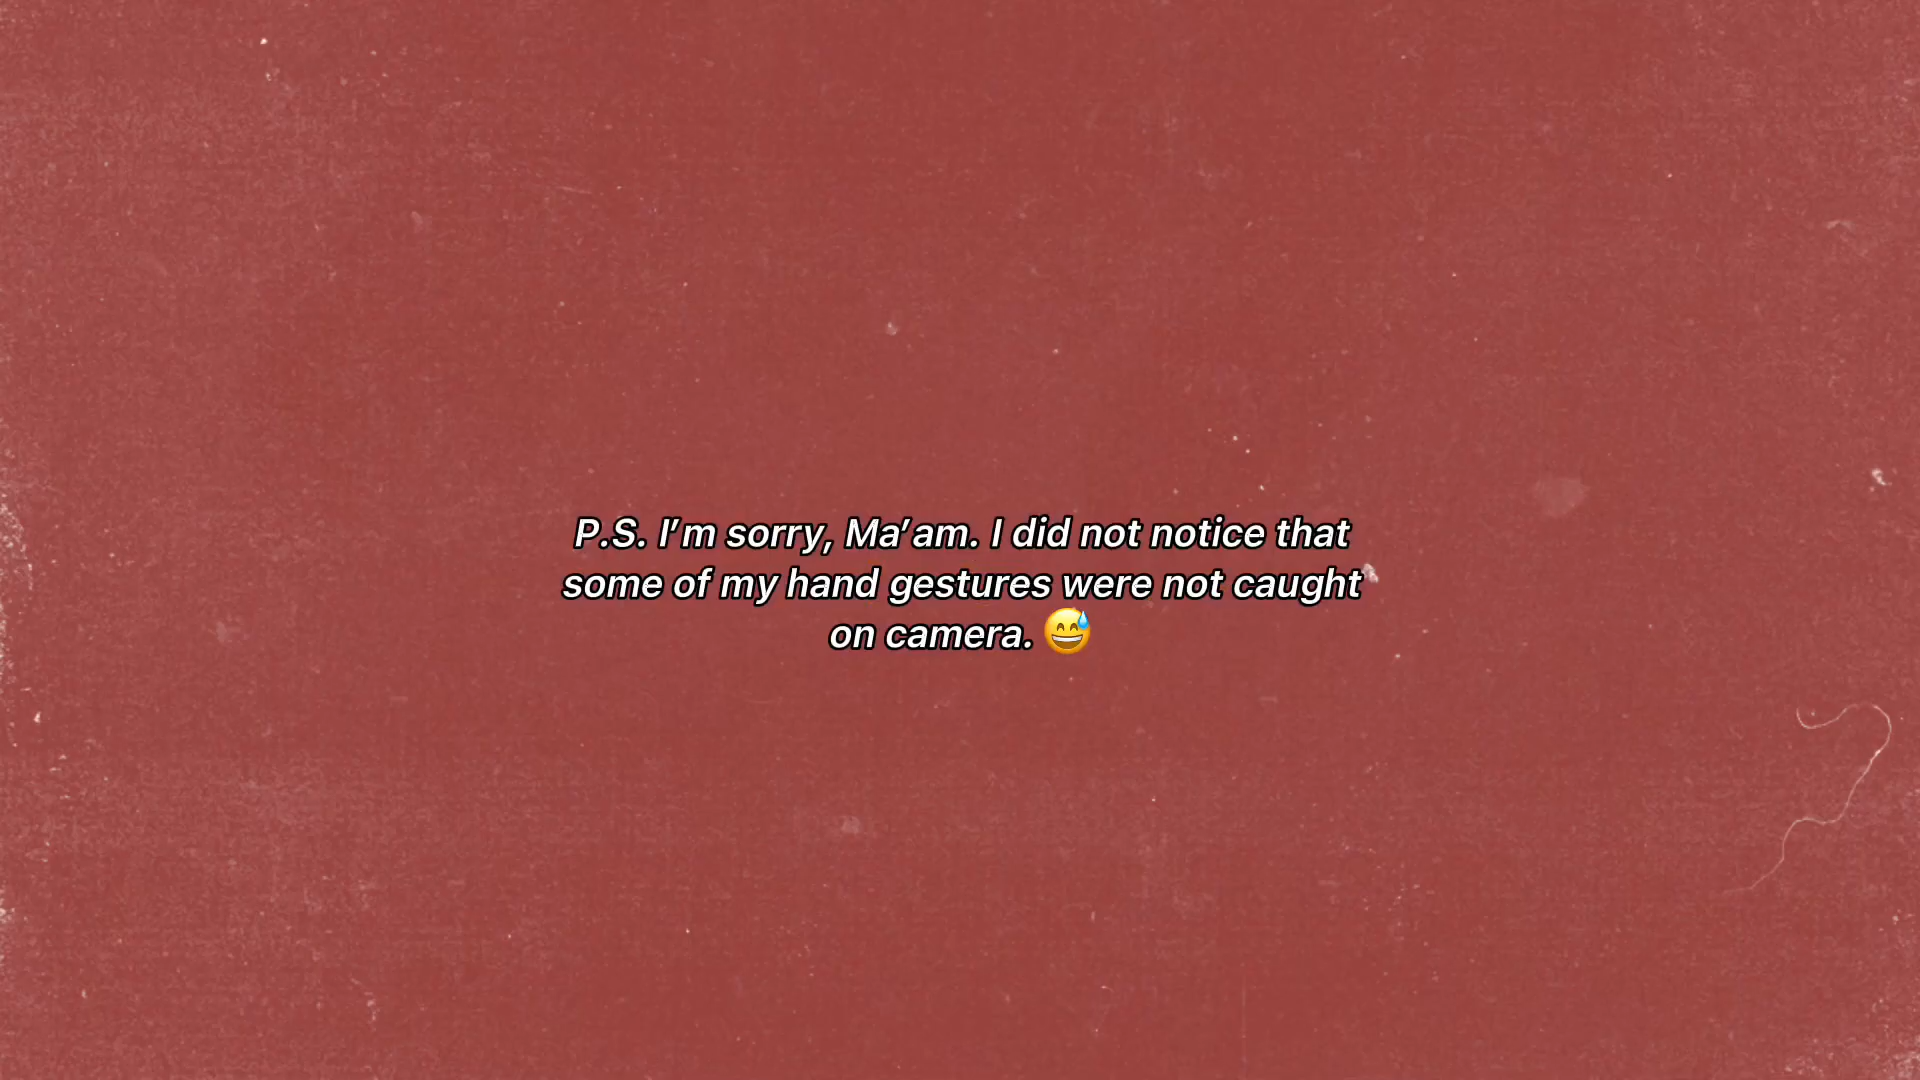 P.S. I’m sorry, Ma’am. I did not notice that
some of my hand gestures were not caught
on camera. 😅